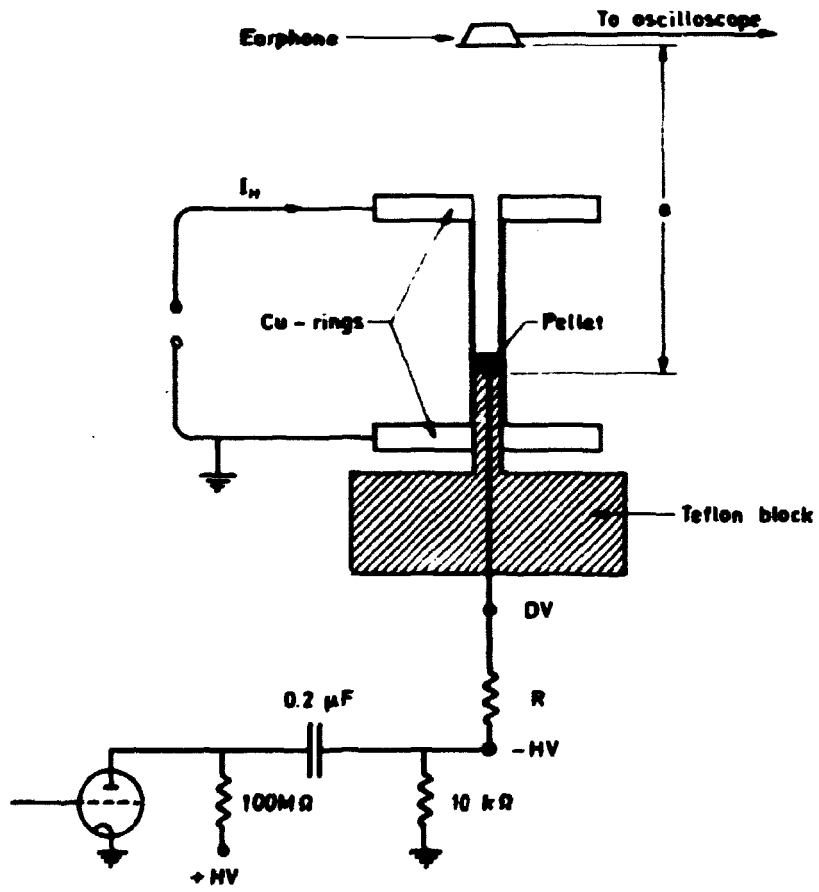 To oscilloscope
Earphone
I_H
a
Cu - rings
Pellet
Teflon block
DV
0.2 µF
R
-HV
100MΩ
10 kΩ
+HV